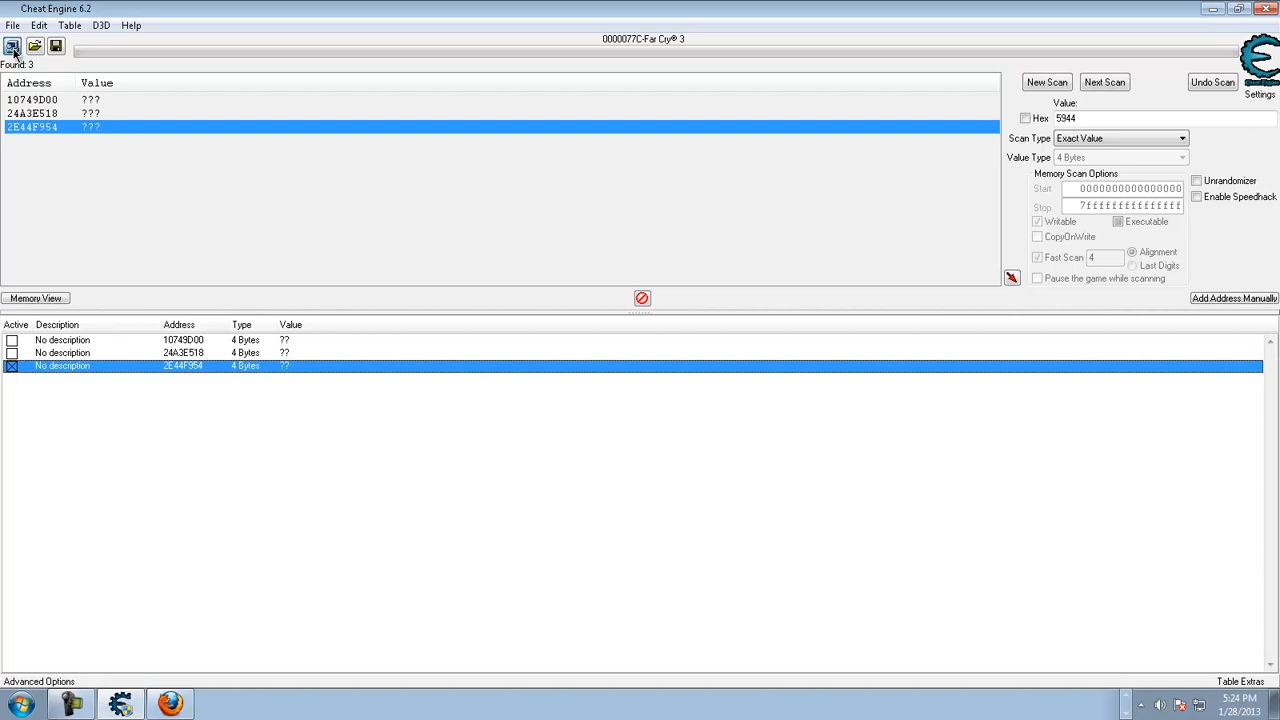 Cheat Engine 6.2
File Edit Table D3D Help
0000077C-Far Cry® 3
Found: 3
Address Value
10749D00 ???
24A3E518 ???
2E44F954 ???
New Scan Next Scan Undo Scan
Cheat Engine
Settings
Value:
Hex 5944
Scan Type Exact Value
Value Type 4 Bytes
Memory Scan Options
Start 0000000000000000
Stop 7fffffffffffffff
Writable Executable
CopyOnWrite
Fast Scan 4 Alignment
Last Digits
Pause the game while scanning
Unrandomizer
Enable Speedhack
Memory View Add Address Manually
Active Description Address Type Value
No description 10749D00 4 Bytes ??
No description 24A3E518 4 Bytes ??
No description 2E44F954 4 Bytes ??
Advanced Options Table Extras
5:24 PM
1/28/2013